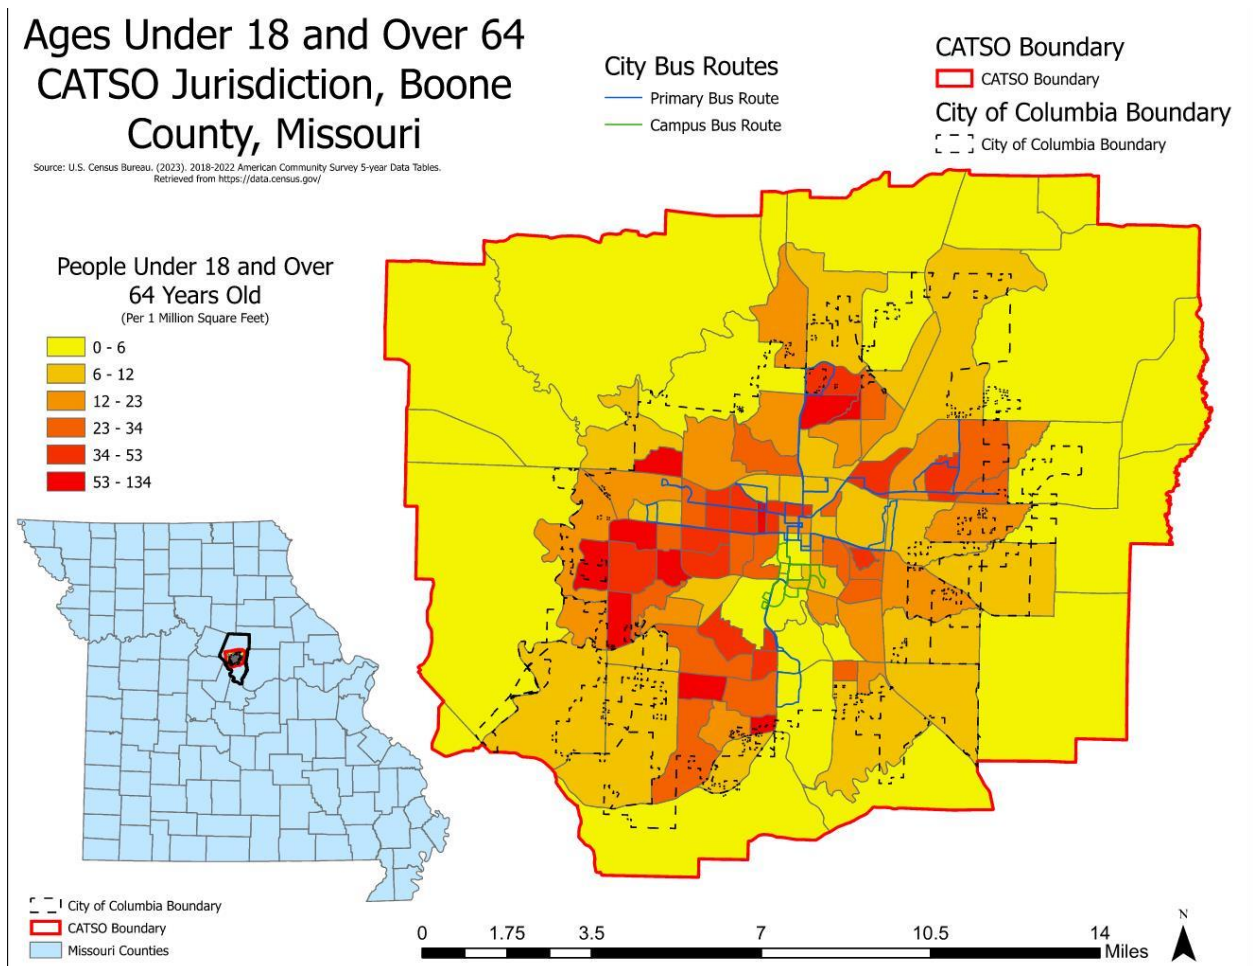 Ages Under 18 and Over 64
CATSO Jurisdiction, Boone
County, Missouri
Source: U.S. Census Bureau. (2023). 2018-2022 American Community Survey 5-year Data Tables.
Retrieved from https://data.census.gov/
City Bus Routes
Primary Bus Route
Campus Bus Route
CATSO Boundary
CATSO Boundary
City of Columbia Boundary
City of Columbia Boundary
People Under 18 and Over
64 Years Old
(Per 1 Million Square Feet)
0 - 6
6 - 12
12 - 23
23 - 34
34 - 53
53 - 134
City of Columbia Boundary
CATSO Boundary
Missouri Counties
0 1.75 3.5 7 10.5 14
Miles
N